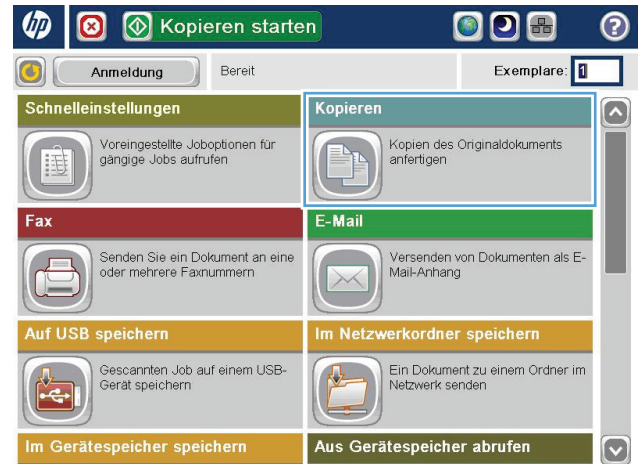 hp
Kopieren starten
?
Anmeldung
Bereit
Exemplare: 1
Schnelleinstellungen
Voreingestellte Joboptionen für
gängige Jobs aufrufen
Kopieren
Kopien des Originaldokuments
anfertigen
Fax
Senden Sie ein Dokument an eine
oder mehrere Faxnummern
E-Mail
Versenden von Dokumenten als E-
Mail-Anhang
Auf USB speichern
Gescannten Job auf einem USB-
Gerät speichern
Im Netzwerkordner speichern
Ein Dokument zu einem Ordner im
Netzwerk senden
Im Gerätespeicher speichern
Aus Gerätespeicher abrufen